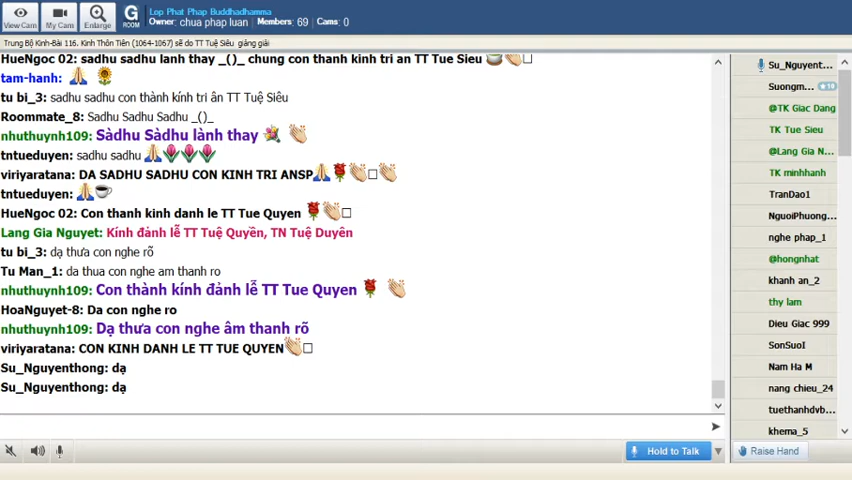 View Cam
My Cam
Enlarge
G
ROOM
Lop Phat Phap Buddhadhamma
Owner: chua phap luan Members: 69 Cams: 0
Trung Bộ Kinh-Bài 116. Kinh Thôn Tiên (1064-1067) sẽ do TT Tuệ Siêu giảng giải
HueNgoc 02: sadhu sadhu lanh thay _()_ chung con thanh kinh tri an TT Tue Sieu
tam-hanh:
tu bi_3: sadhu sadhu con thành kính tri ân TT Tuệ Siêu
Roommate_8: Sadhu Sadhu Sadhu _()_
nhuthuynh109: Sàdhu Sàdhu lành thay
tntueduyen: sadhu sadhu
viriyaratana: DA SADHU SADHU CON KINH TRI ANSP
tntueduyen:
HueNgoc 02: Con thanh kinh danh le TT Tue Quyen
Lang Gia Nguyet: Kính đảnh lễ TT Tuệ Quyền, TN Tuệ Duyên
tu bi_3: dạ thưa con nghe rõ
Tu Man_1: da thua con nghe am thanh ro
nhuthuynh109: Con thành kính đảnh lễ TT Tue Quyen
HoaNguyet-8: Da con nghe ro
nhuthuynh109: Dạ thưa con nghe âm thanh rõ
viriyaratana: CON KINH DANH LE TT TUE QUYEN
Su_Nguyenthong: dạ
Su_Nguyenthong: dạ
Hold to Talk
Su_Nguyent...
Suongm... 10
@TK Giac Dang
TK Tue Sieu
@Lang Gia N...
TK minhhanh
TranDao1
NguoiPhuong...
nghe phap_1
@hongnhat
khanh an_2
thy lam
Dieu Giac 999
SonSuoI
Nam Ha M
nang chieu_24
tuethanhdvb...
khema_5
Raise Hand